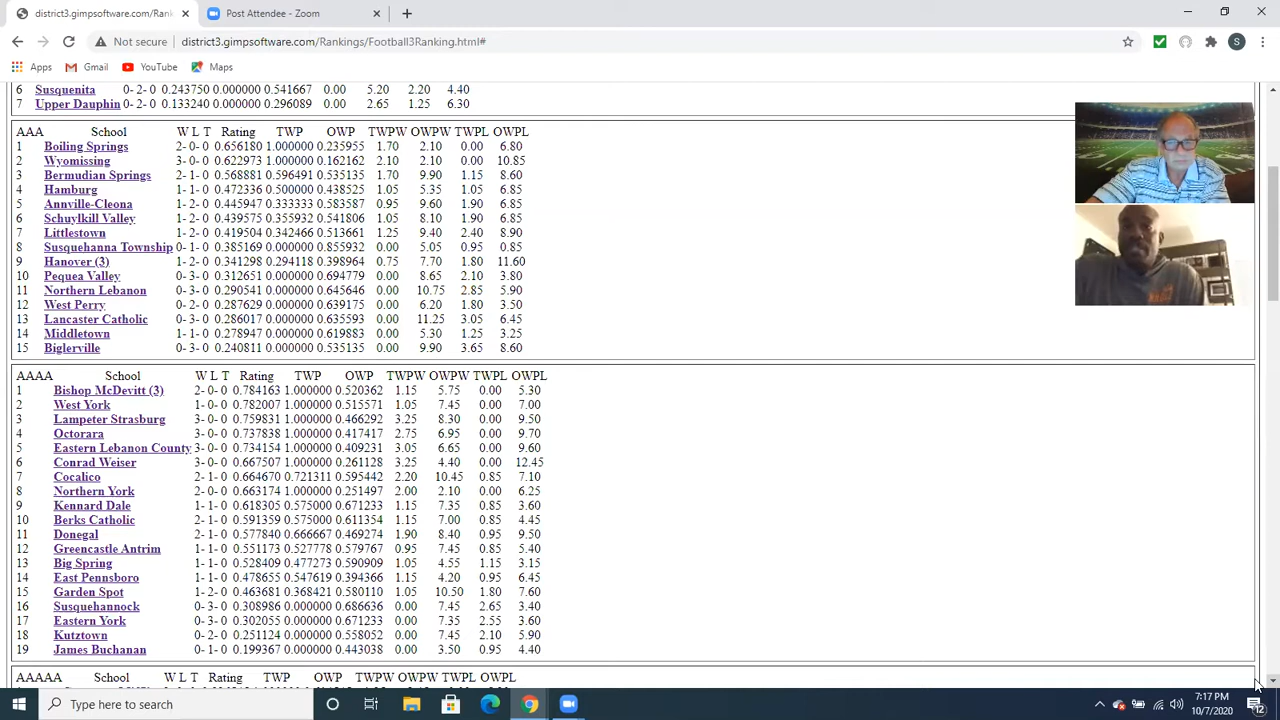 district3.gimpsoftware.com/Rank
Post Attendee - Zoom
Not secure
district3.gimpsoftware.com/Rankings/Football3Ranking.html#
S
Apps Gmail YouTube Maps
6 Susquenita 0- 2- 0 0.243750 0.000000 0.541667 0.00 5.20 2.20 4.40
7 Upper Dauphin 0- 2- 0 0.133240 0.000000 0.296089 0.00 2.65 1.25 6.30
AAA School W L T Rating TWP OWP TWPW OWPW TWPL OWPL
1 Boiling Springs 2- 0- 0 0.656180 1.000000 0.235955 1.70 2.10 0.00 6.80
2 Wyomissing 3- 0- 0 0.622973 1.000000 0.162162 2.10 2.10 0.00 10.85
3 Bermudian Springs 2- 1- 0 0.568881 0.596491 0.535135 1.70 9.90 1.15 8.60
4 Hamburg 1- 1- 0 0.472336 0.500000 0.438525 1.05 5.35 1.05 6.85
5 Annville-Cleona 1- 2- 0 0.445947 0.333333 0.583587 0.95 9.60 1.90 6.85
6 Schuylkill Valley 1- 2- 0 0.439575 0.355932 0.541806 1.05 8.10 1.90 6.85
7 Littlestown 1- 2- 0 0.419504 0.342466 0.513661 1.25 9.40 2.40 8.90
8 Susquehanna Township 0- 1- 0 0.385169 0.000000 0.855932 0.00 5.05 0.95 0.85
9 Hanover (3) 1- 2- 0 0.341298 0.294118 0.398964 0.75 7.70 1.80 11.60
10 Pequea Valley 0- 3- 0 0.312651 0.000000 0.694779 0.00 8.65 2.10 3.80
11 Northern Lebanon 0- 3- 0 0.290541 0.000000 0.645646 0.00 10.75 2.85 5.90
12 West Perry 0- 3- 0 0.287629 0.000000 0.639175 0.00 6.20 1.80 3.50
13 Lancaster Catholic 0- 3- 0 0.286017 0.000000 0.635593 0.00 11.25 3.05 6.45
14 Middletown 1- 1- 0 0.278947 0.000000 0.619883 0.00 5.30 1.25 3.25
15 Biglerville 0- 3- 0 0.240811 0.000000 0.535135 0.00 9.90 3.65 8.60
AAAA School W L T Rating TWP OWP TWPW OWPW TWPL OWPL
1 Bishop McDevitt (3) 2- 0- 0 0.784163 1.000000 0.520362 1.15 5.75 0.00 5.30
2 West York 1- 0- 0 0.782007 1.000000 0.515571 1.05 7.45 0.00 7.00
3 Lampeter Strasburg 3- 0- 0 0.759831 1.000000 0.466292 3.25 8.30 0.00 9.50
4 Octorara 3- 0- 0 0.737838 1.000000 0.417417 2.75 6.95 0.00 9.70
5 Eastern Lebanon County 3- 0- 0 0.734154 1.000000 0.409231 3.05 6.65 0.00 9.60
6 Conrad Weiser 3- 0- 0 0.667507 1.000000 0.261128 3.25 4.40 0.00 12.45
7 Cocalico 2- 1- 0 0.664670 0.721311 0.595442 2.20 10.45 0.85 7.10
8 Northern York 2- 0- 0 0.663174 1.000000 0.251497 2.00 2.10 0.00 6.25
9 Kennard Dale 1- 1- 0 0.618305 0.575000 0.671233 1.15 7.35 0.85 3.60
10 Berks Catholic 2- 1- 0 0.591359 0.575000 0.611354 1.15 7.00 0.85 4.45
11 Donegal 2- 1- 0 0.577840 0.666667 0.469274 1.90 8.40 0.95 9.50
12 Greencastle Antrim 1- 1- 0 0.551173 0.527778 0.579767 0.95 7.45 0.85 5.40
13 Big Spring 1- 1- 0 0.528409 0.477273 0.590909 1.05 4.55 1.15 3.15
14 East Pennsboro 1- 1- 0 0.478655 0.547619 0.394366 1.15 4.20 0.95 6.45
15 Garden Spot 1- 2- 0 0.463681 0.368421 0.580110 1.05 10.50 1.80 7.60
16 Susquehannock 0- 3- 0 0.308986 0.000000 0.686636 0.00 7.45 2.65 3.40
17 Eastern York 0- 3- 0 0.302055 0.000000 0.671233 0.00 7.35 2.55 3.60
18 Kutztown 0- 2- 0 0.251124 0.000000 0.558052 0.00 7.45 2.10 5.90
19 James Buchanan 0- 1- 0 0.199367 0.000000 0.443038 0.00 3.50 0.95 4.40
AAAAA School W L T Rating TWP OWP TWPW OWPW TWPL OWPL
Type here to search
7:17 PM
10/7/2020
12